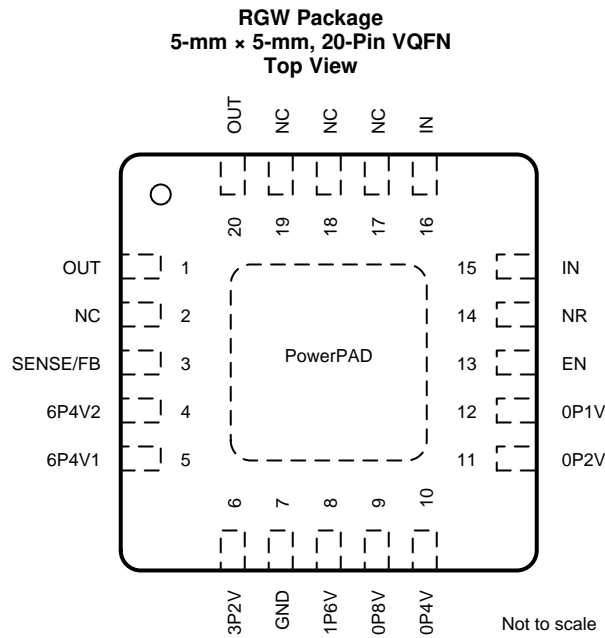 RGW Package
5-mm × 5-mm, 20-Pin VQFN
Top View
OUT NC NC NC IN
20 19 18 17 16
OUT 1 15 IN
NC 2 14 NR
SENSE/FB 3 PowerPAD 13 EN
6P4V2 4 12 0P1V
6P4V1 5 11 0P2V
6 7 8 9 10
3P2V GND 1P6V 0P8V 0P4V
Not to scale